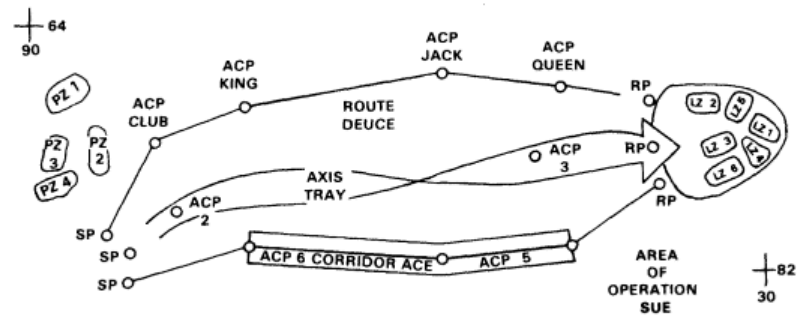 64
90
ACP
JACK
ACP
QUEEN
ACP
KING
PZ 1
RP
ACP
CLUB
ROUTE
DEUCE
LZ 2
LZ 5
LZ 1
PZ
3
PZ
2
ACP
3
RP
LZ 3
LZ 4
PZ 4
AXIS
TRAY
LZ 6
ACP
2
RP
SP
SP
ACP 6 CORRIDOR ACE
ACP 5
SP
AREA
OF
OPERATION
SUE
82
30